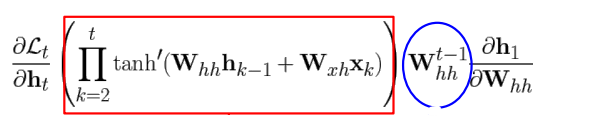 ∂ℒ_t/∂h_t (∏_{k=2}^{t} tanh′(W_{hh}h_{k−1} + W_{xh}x_k)) W_{hh}^{t−1} ∂h_1/∂W_{hh}